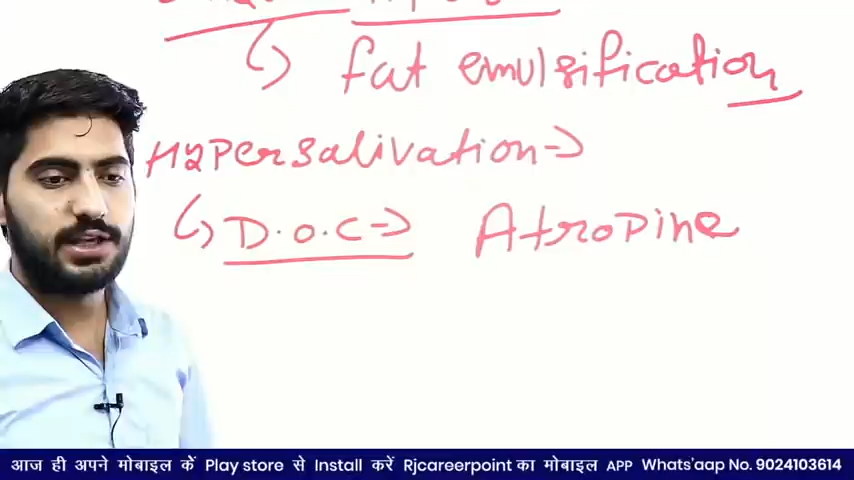 ↳ fat emulsification
Hypersalivation →
↳ D.O.C → Atropine
आज ही अपने मोबाइल कें Play store से Install करें Rjcareerpoint का मोबाइल APP Whats'aap No. 9024103614